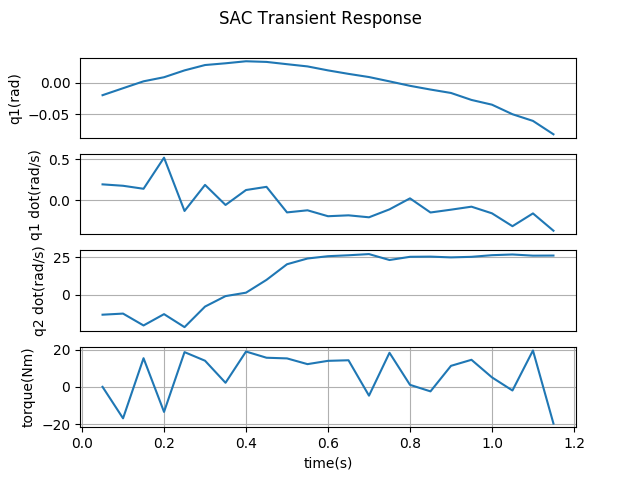 SAC Transient Response
q1(rad)
0.00
−0.05
q1 dot(rad/s)
0.5
0.0
q2 dot(rad/s)
25
0
torque(Nm)
20
0
−20
0.0 0.2 0.4 0.6 0.8 1.0 1.2
time(s)